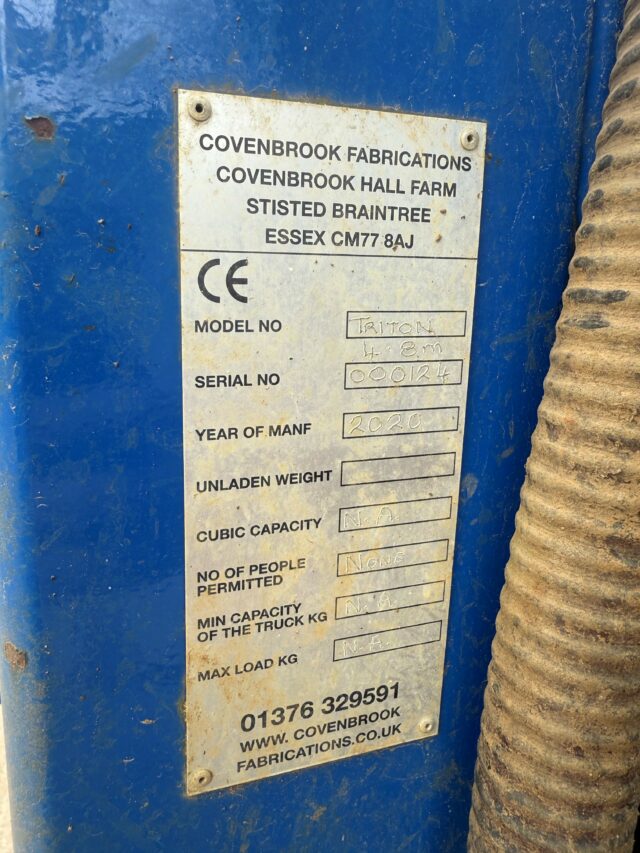 COVENBROOK FABRICATIONS
COVENBROOK HALL FARM
STISTED BRAINTREE
ESSEX CM77 8AJ
CE
MODEL NO TRITON
4.8m
SERIAL NO 000124
YEAR OF MANF 2020
UNLADEN WEIGHT
CUBIC CAPACITY N.A
NO OF PEOPLE
PERMITTED NONE
MIN CAPACITY
OF THE TRUCK KG N.A
MAX LOAD KG N.A.
01376 329591
WWW. COVENBROOK
FABRICATIONS.CO.UK